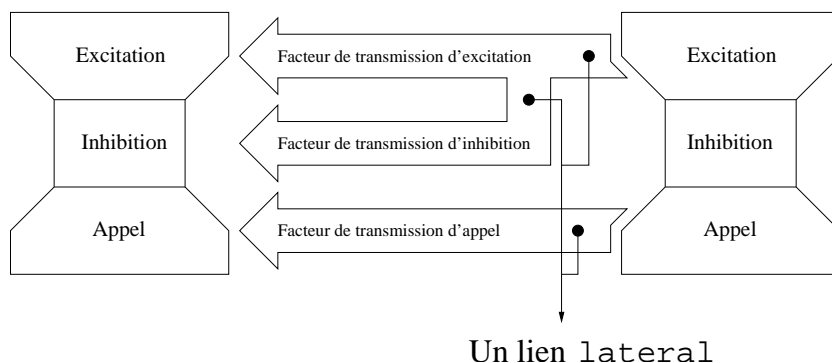 Excitation
Facteur de transmission d'excitation
Excitation
Inhibition
Facteur de transmission d'inhibition
Inhibition
Appel
Facteur de transmission d'appel
Appel
Un lien lateral